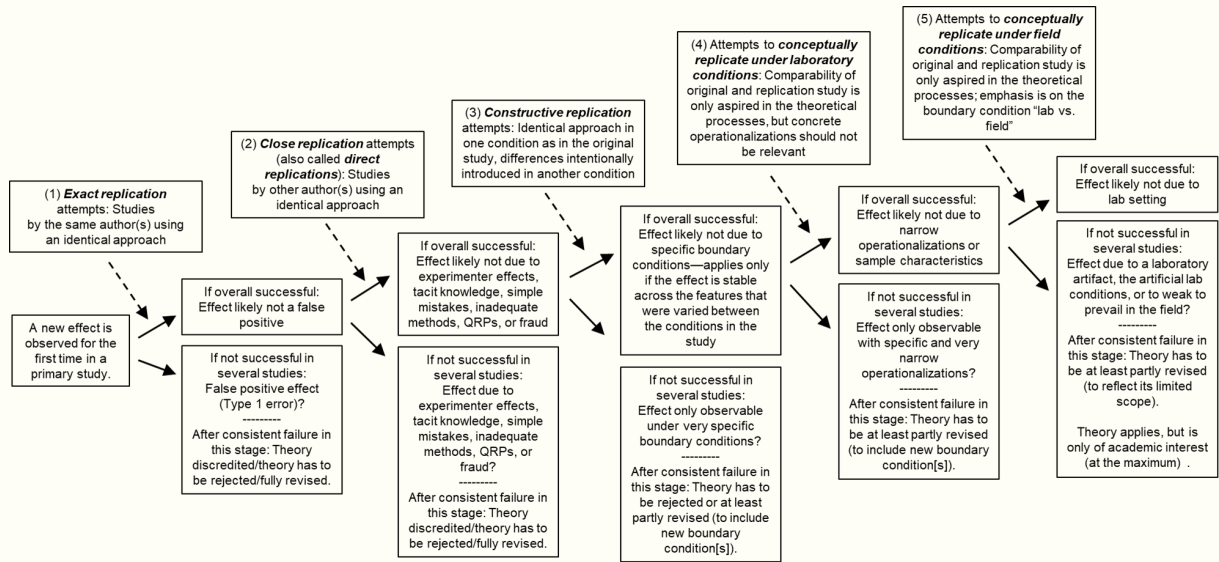 A new effect is
observed for the
first time in a
primary study.
(1) Exact replication
attempts: Studies
by the same author(s) using
an identical approach
If overall successful:
Effect likely not a false
positive
If not successful in
several studies:
False positive effect
(Type 1 error)?
---------
After consistent failure in
this stage: Theory
discredited/theory has to
be rejected/fully revised.
(2) Close replication attempts
(also called direct
replications): Studies
by other author(s) using an
identical approach
If overall successful:
Effect likely not due to
experimenter effects,
tacit knowledge, simple
mistakes, inadequate
methods, QRPs, or fraud
If not successful in
several studies:
Effect due to
experimenter effects,
tacit knowledge, simple
mistakes, inadequate
methods, QRPs, or
fraud?
---------
After consistent failure in
this stage: Theory
discredited/theory has to
be rejected/fully revised.
(3) Constructive replication
attempts: Identical approach in
one condition as in the original
study, differences intentionally
introduced in another condition
If overall successful:
Effect likely not due to
specific boundary
conditions—applies only
if the effect is stable
across the features that
were varied between
the conditions in the
study
If not successful in
several studies:
Effect only observable
under very specific
boundary conditions?
---------
After consistent failure in
this stage: Theory has to
be rejected or at least
partly revised (to include
new boundary
condition[s]).
(4) Attempts to conceptually
replicate under laboratory
conditions: Comparability of
original and replication study is
only aspired in the theoretical
processes, but concrete
operationalizations should not
be relevant
If overall successful:
Effect likely not due to
narrow
operationalizations or
sample characteristics
If not successful in
several studies:
Effect only observable
with specific and very
narrow
operationalizations?
---------
After consistent failure in
this stage: Theory has to
be at least partly revised
(to include new boundary
condition[s]).
(5) Attempts to conceptually
replicate under field
conditions: Comparability of
original and replication study is
only aspired in the theoretical
processes; emphasis is on the
boundary condition “lab vs.
field”
If overall successful:
Effect likely not due to
lab setting
If not successful in
several studies:
Effect due to a laboratory
artifact, the artificial lab
conditions, or to weak to
prevail in the field?
---------
After consistent failure in
this stage: Theory has to
be at least partly revised
(to reflect its limited
scope).
Theory applies, but is
only of academic interest
(at the maximum) .